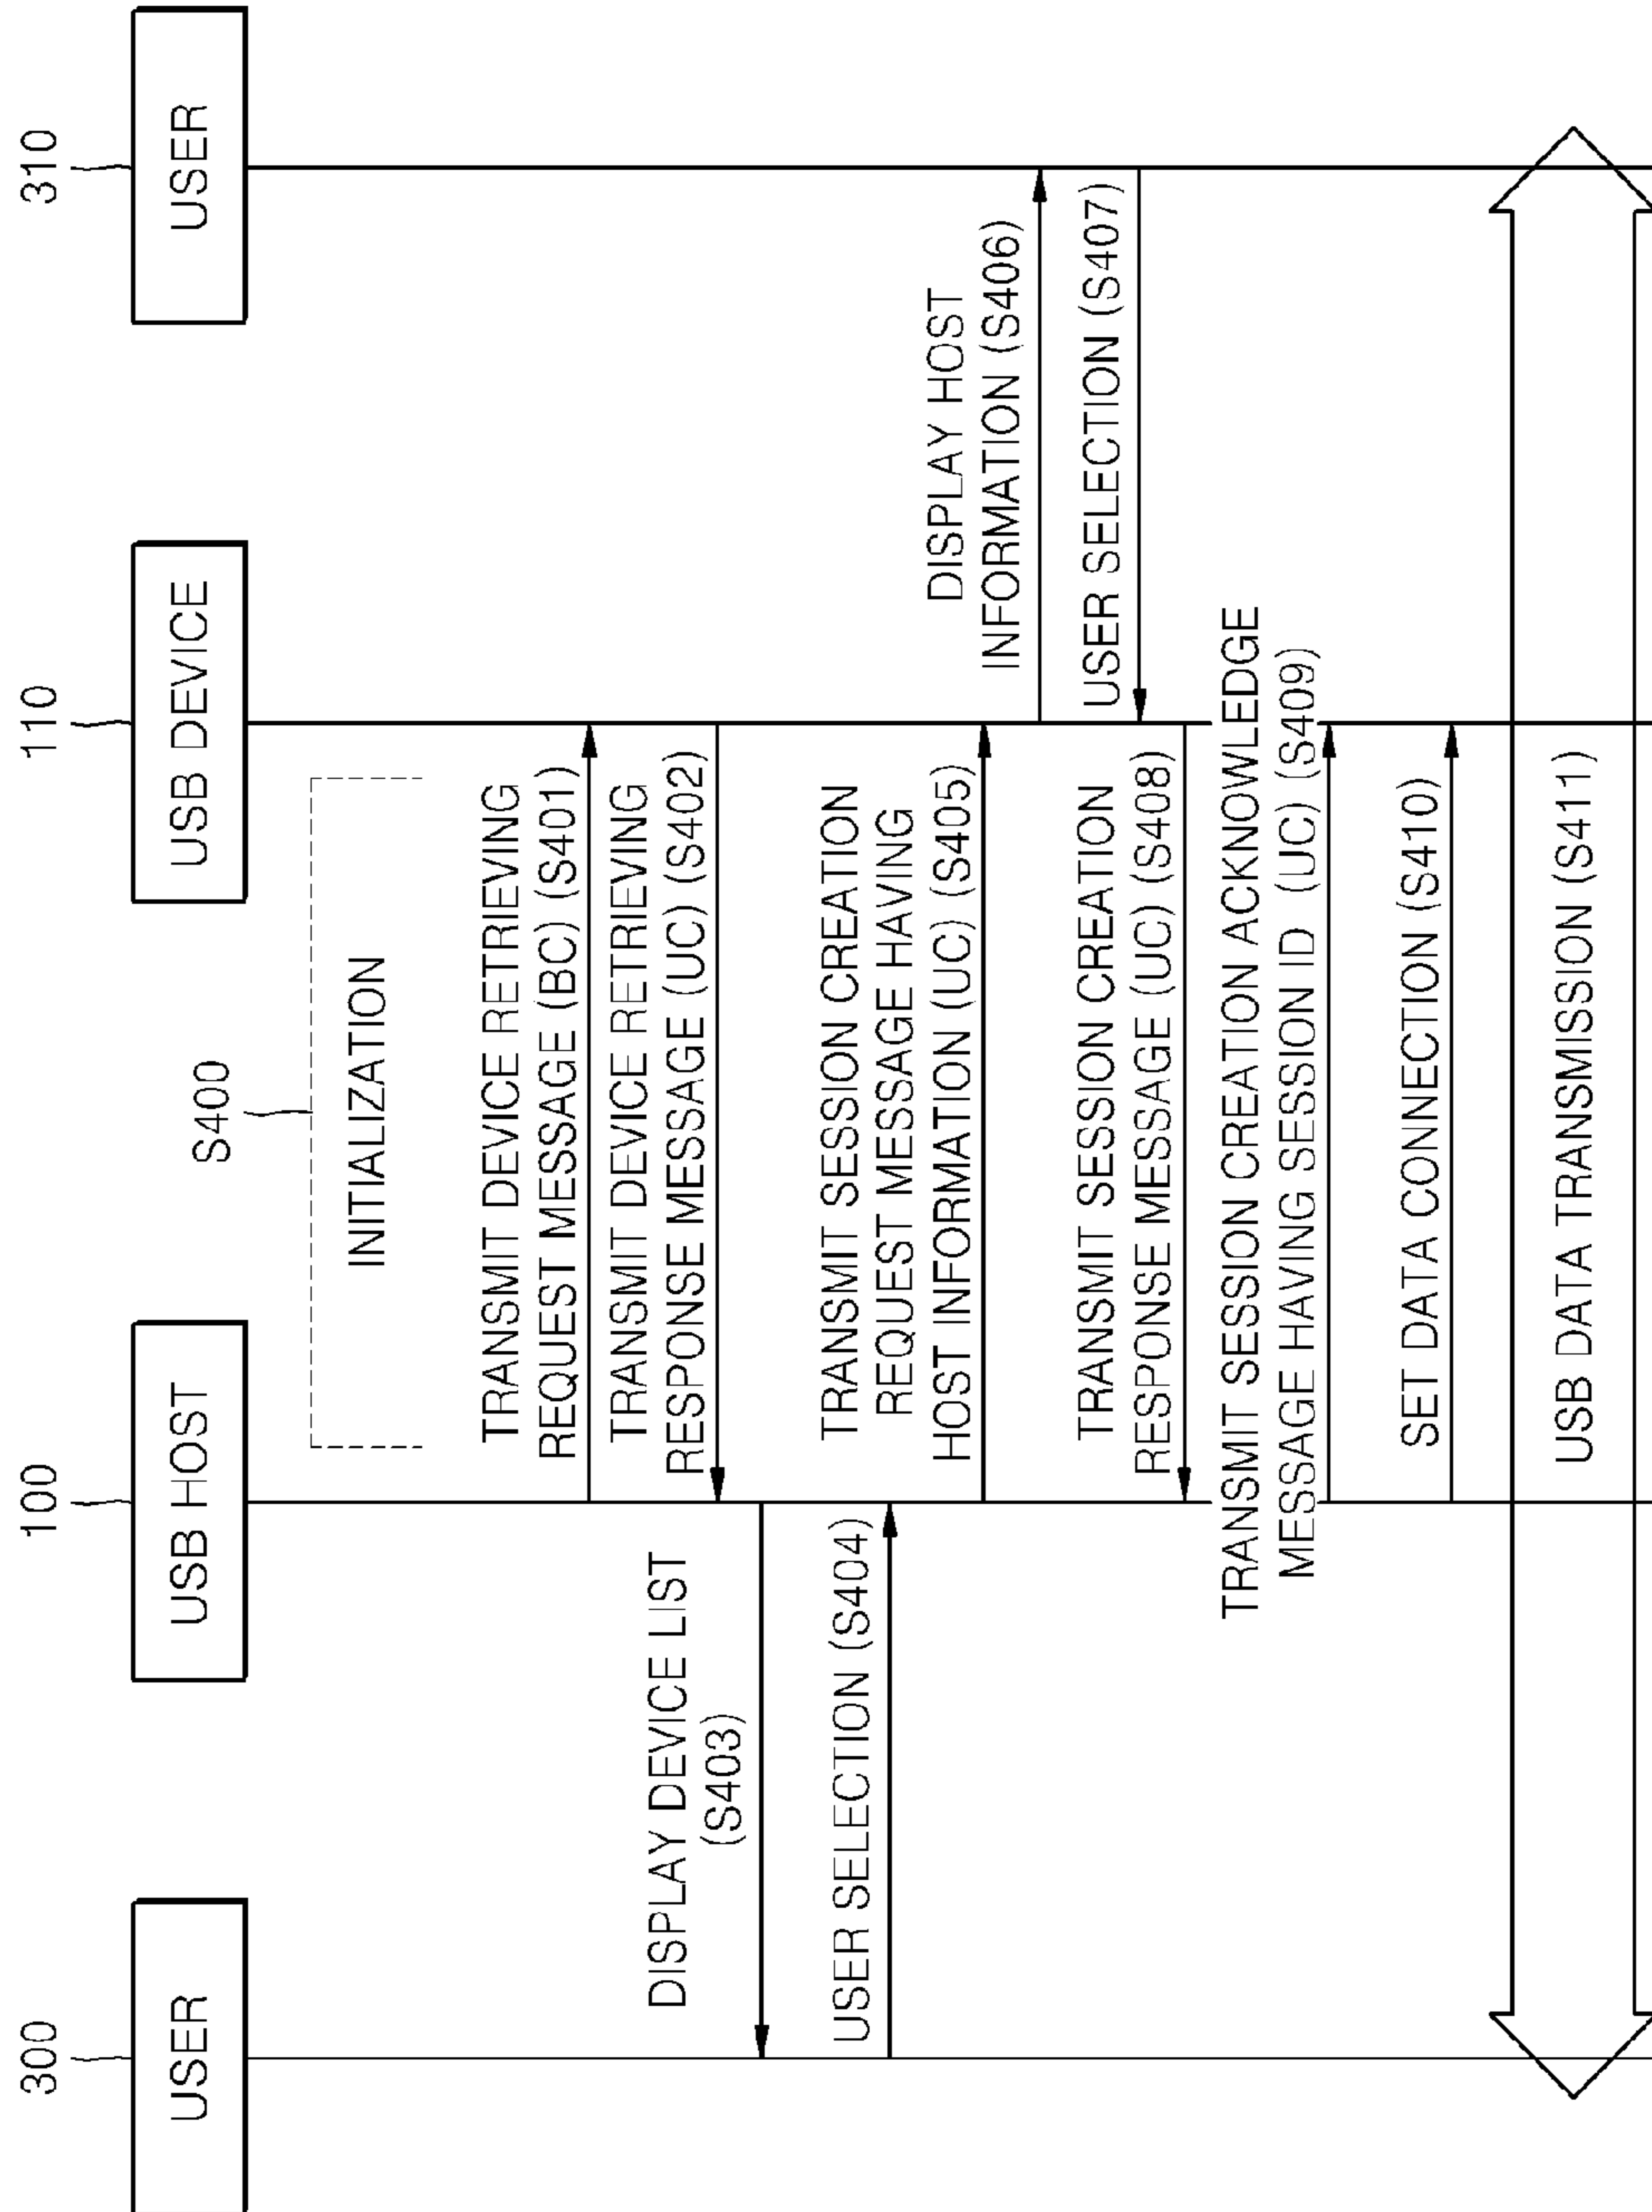 300
100
110
310
USER
USB HOST
USB DEVICE
USER
S400
INITIALIZATION
TRANSMIT DEVICE RETRIEVING
REQUEST MESSAGE (BC) (S401)
TRANSMIT DEVICE RETRIEVING
RESPONSE MESSAGE (UC) (S402)
DISPLAY DEVICE LIST
(S403)
USER SELECTION (S404)
TRANSMIT SESSION CREATION
REQUEST MESSAGE HAVING
HOST INFORMATION (UC) (S405)
DISPLAY HOST
INFORMATION (S406)
USER SELECTION (S407)
TRANSMIT SESSION CREATION
RESPONSE MESSAGE (UC) (S408)
TRANSMIT SESSION CREATION ACKNOWLEDGE
MESSAGE HAVING SESSION ID (UC) (S409)
SET DATA CONNECTION (S410)
USB DATA TRANSMISSION (S411)